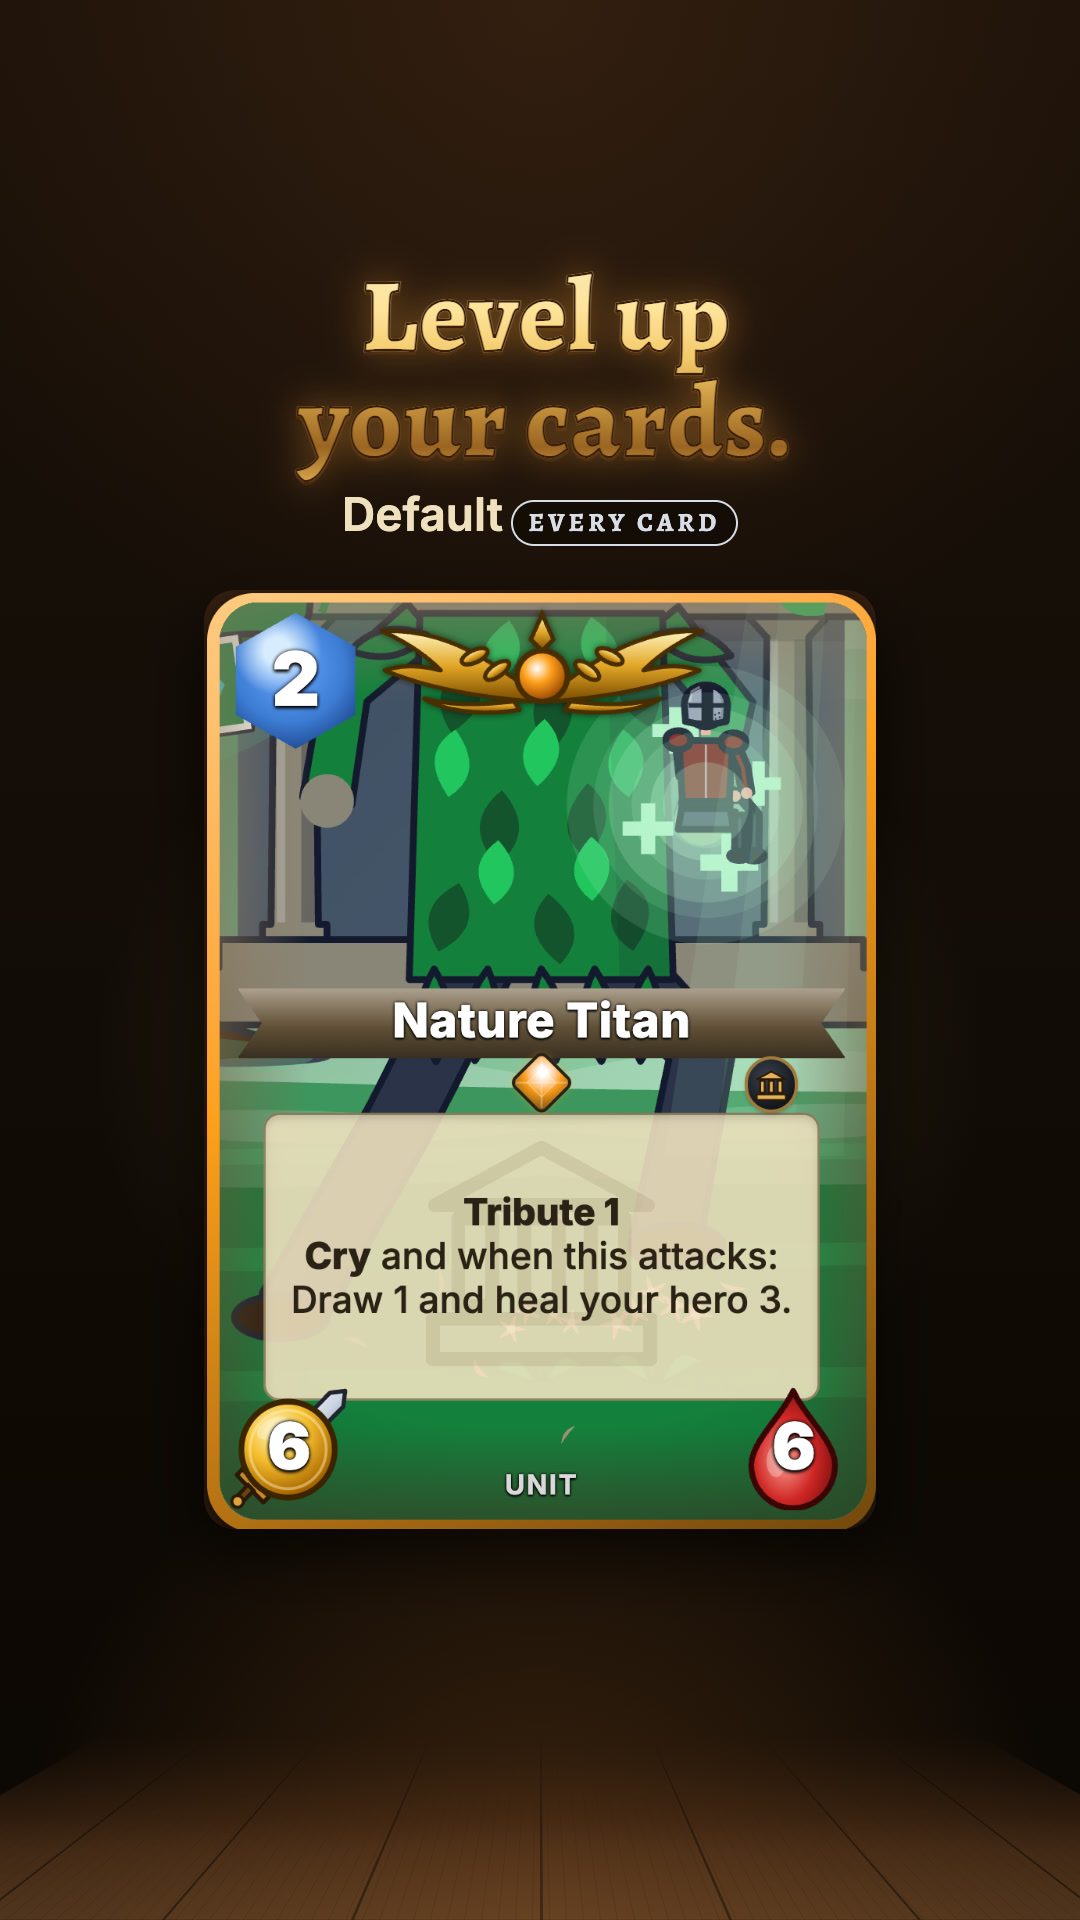 Level up
your cards.
Default EVERY CARD
2
Nature Titan
Tribute 1
Cry and when this attacks:
Draw 1 and heal your hero 3.
6 6
UNIT